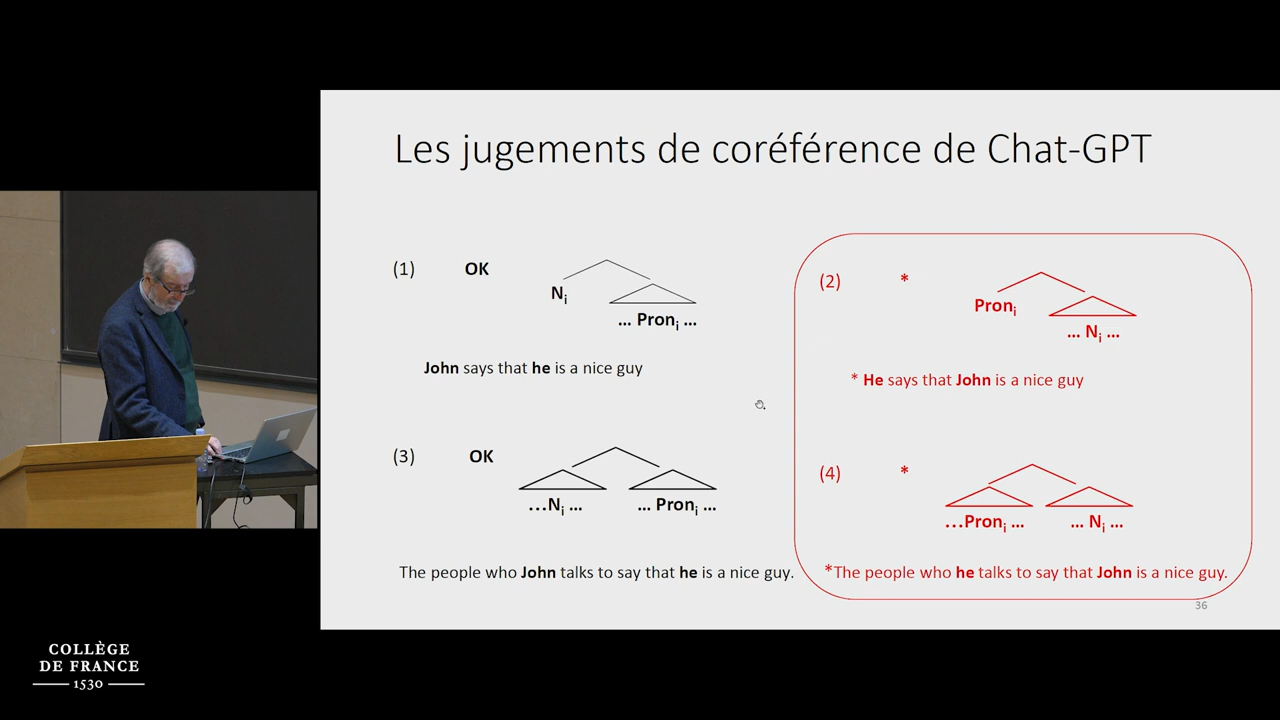 Les jugements de coréférence de Chat-GPT
(1) OK
Ni
... Proni ...
John says that he is a nice guy
(2) *
Proni
... Ni ...
* He says that John is a nice guy
(3) OK
...Ni ... ... Proni ...
The people who John talks to say that he is a nice guy.
(4) *
...Proni ... ... Ni ...
*The people who he talks to say that John is a nice guy.
36
COLLÈGE
DE FRANCE
1530